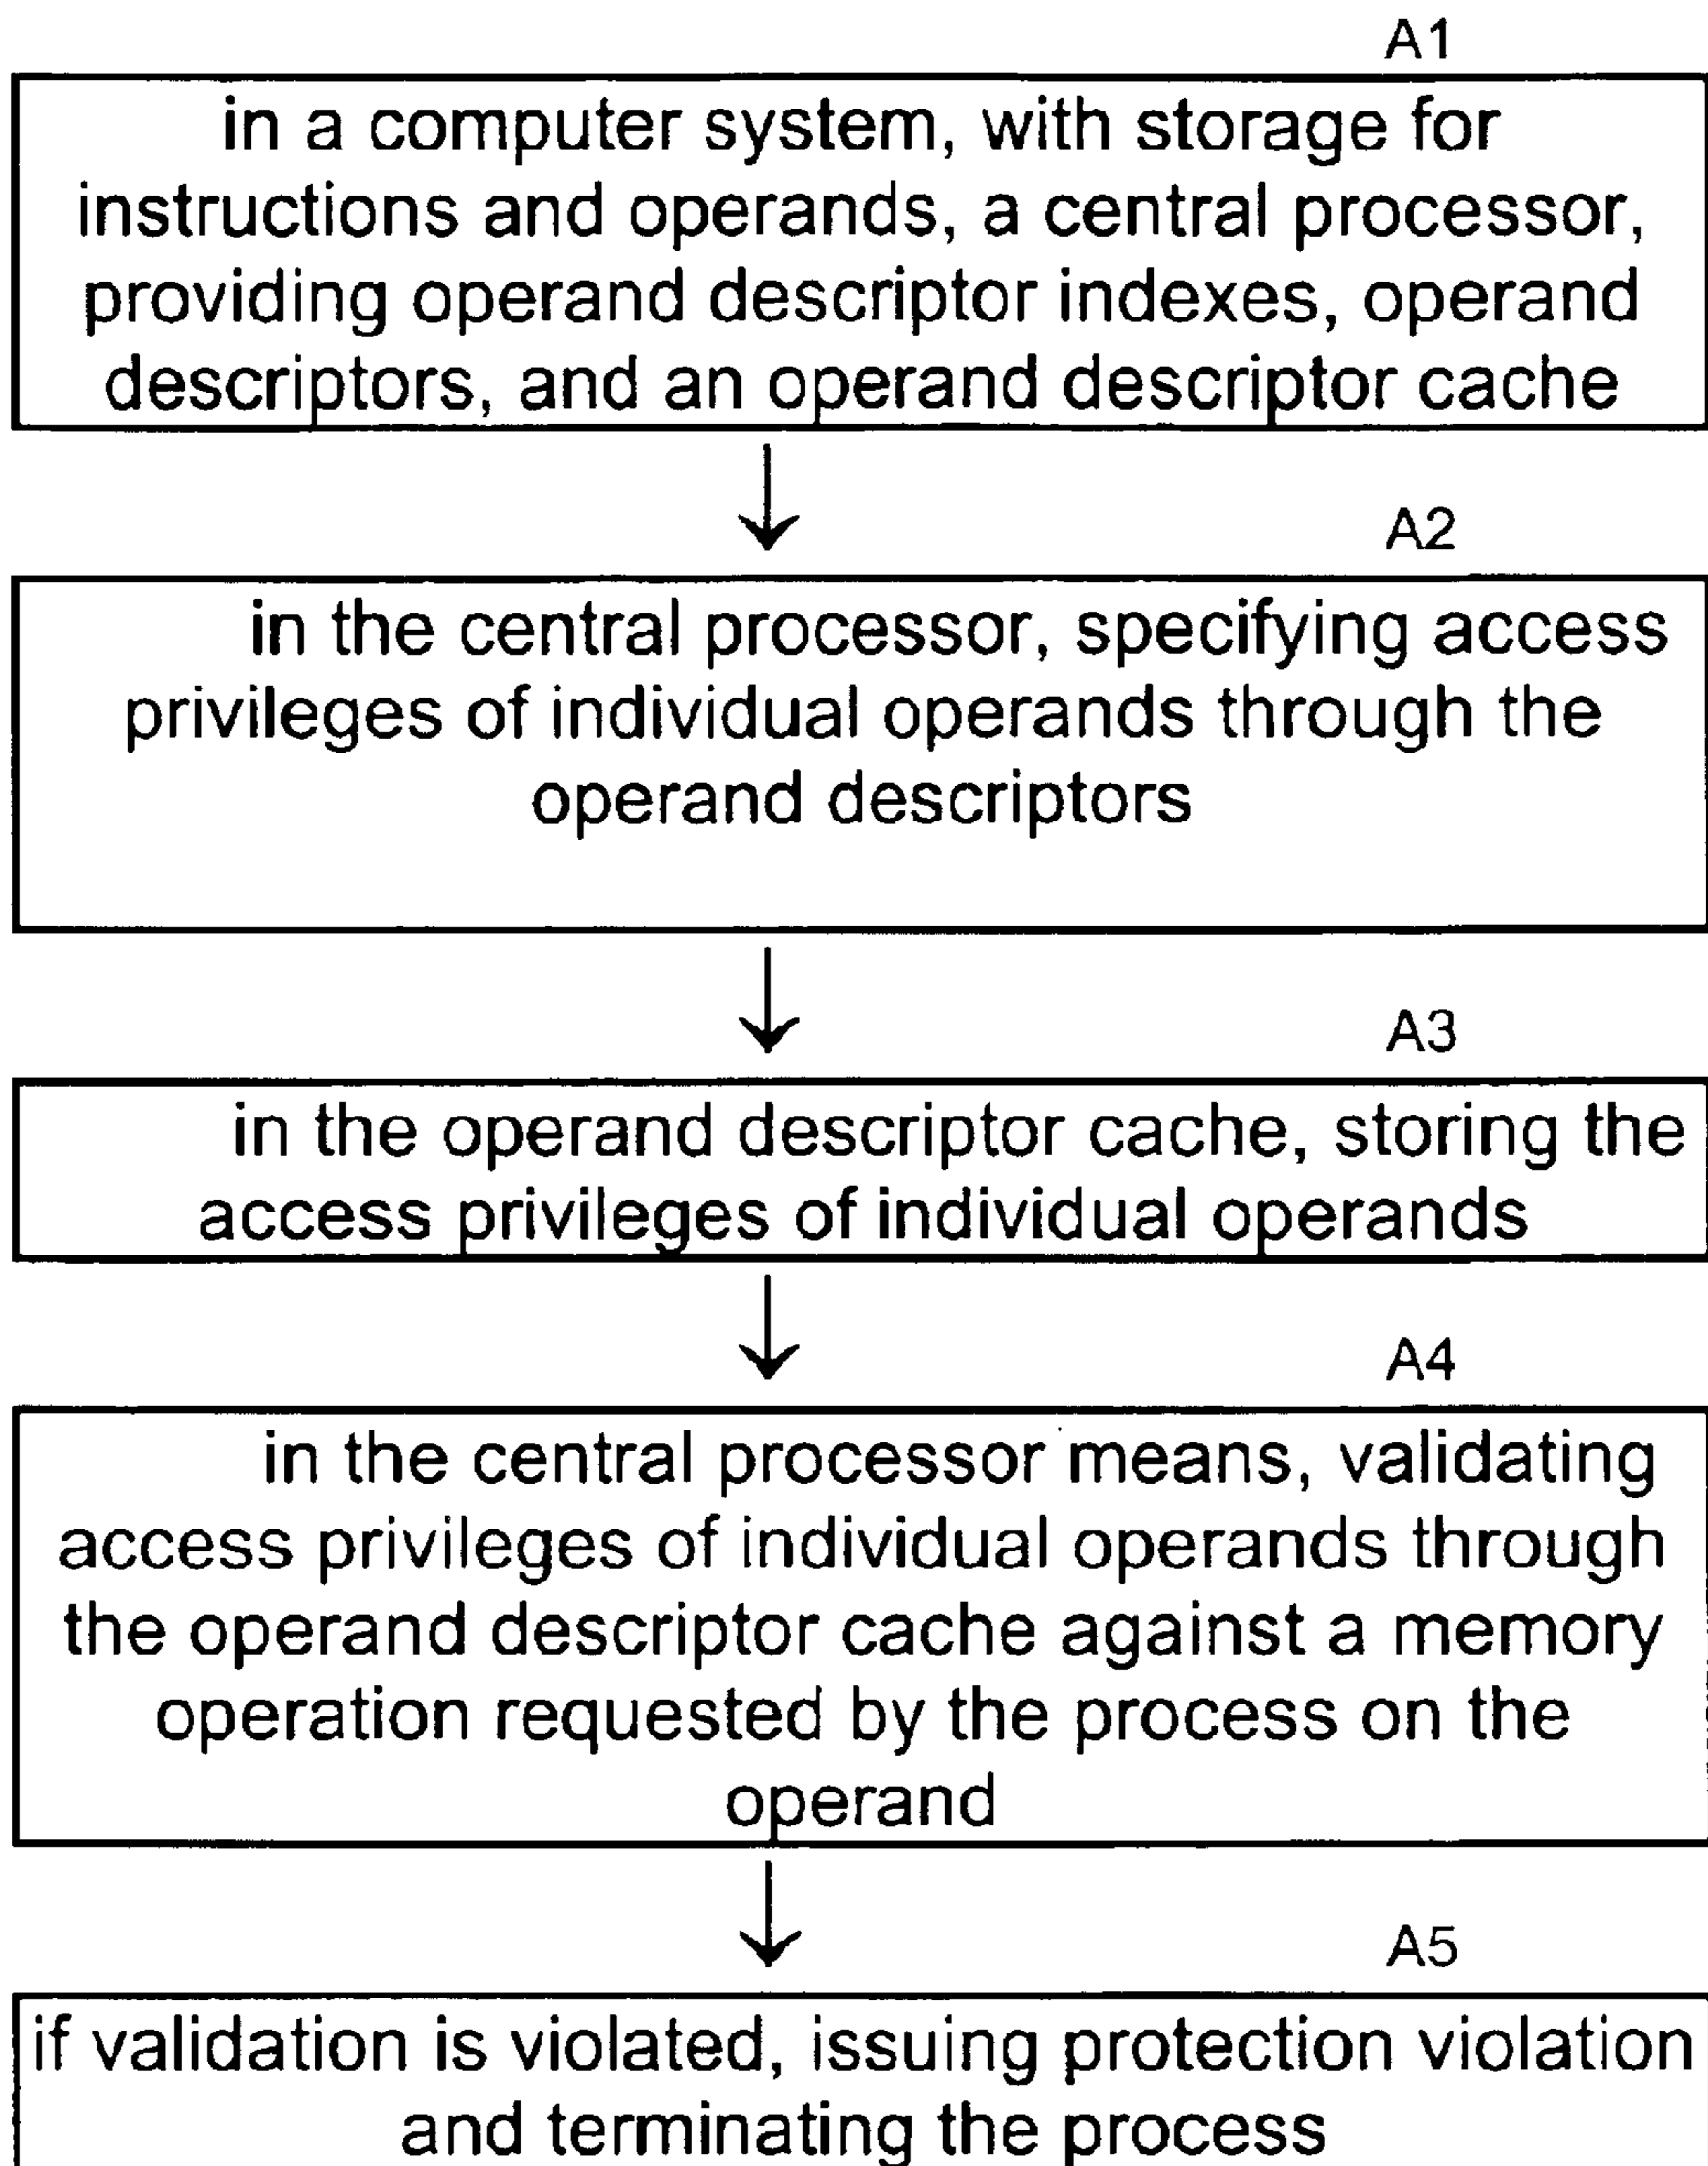 A1
in a computer system, with storage for
instructions and operands, a central processor,
providing operand descriptor indexes, operand
descriptors, and an operand descriptor cache
A2
in the central processor, specifying access
privileges of individual operands through the
operand descriptors
A3
in the operand descriptor cache, storing the
access privileges of individual operands
A4
in the central processor means, validating
access privileges of individual operands through
the operand descriptor cache against a memory
operation requested by the process on the
operand
A5
if validation is violated, issuing protection violation
and terminating the process